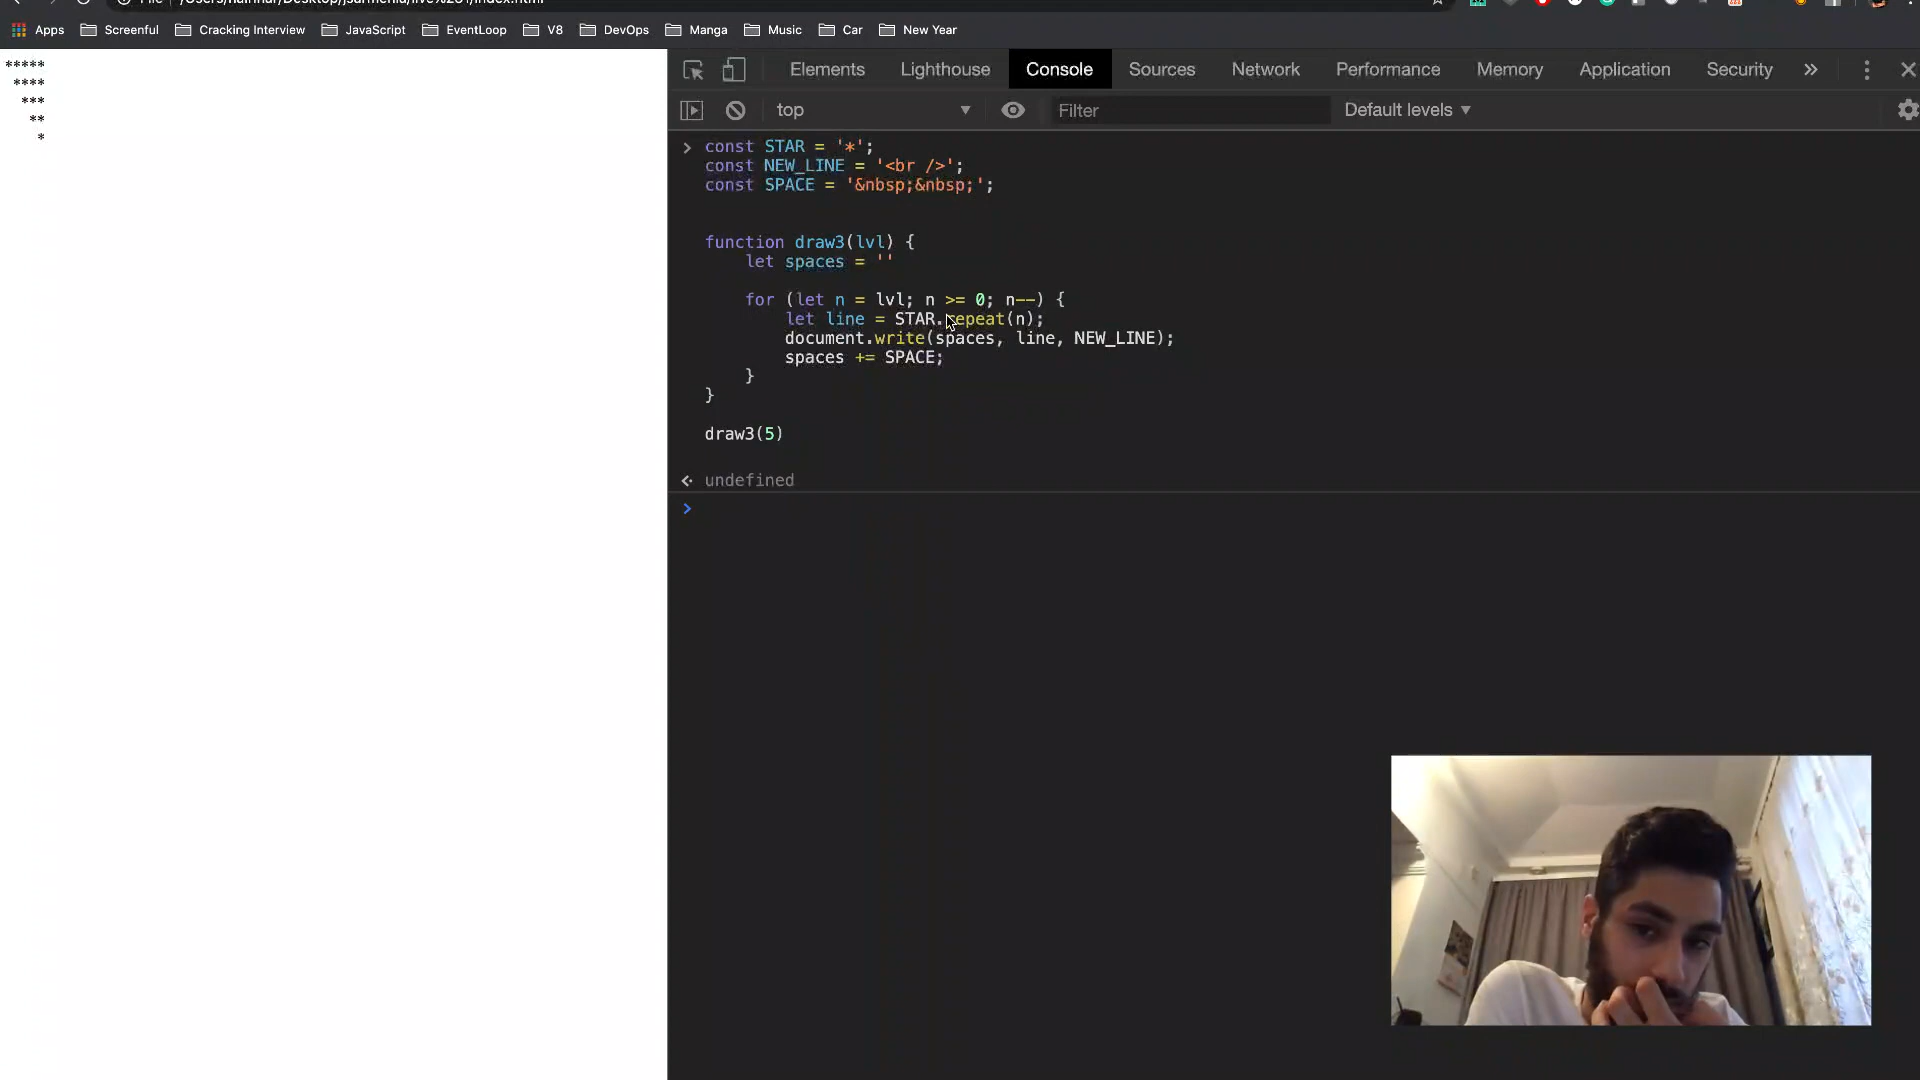 Apps Screenful Cracking Interview JavaScript EventLoop V8 DevOps Manga Music Car New Year
*****
****
***
**
*
Elements Lighthouse Console Sources Network Performance Memory Application Security
top Filter Default levels
const STAR = '*';
const NEW_LINE = '<br />';
const SPACE = '&nbsp;&nbsp;';
function draw3(lvl) {
let spaces = ''
for (let n = lvl; n >= 0; n--) {
let line = STAR.repeat(n);
document.write(spaces, line, NEW_LINE);
spaces += SPACE;
}
}
draw3(5)
undefined